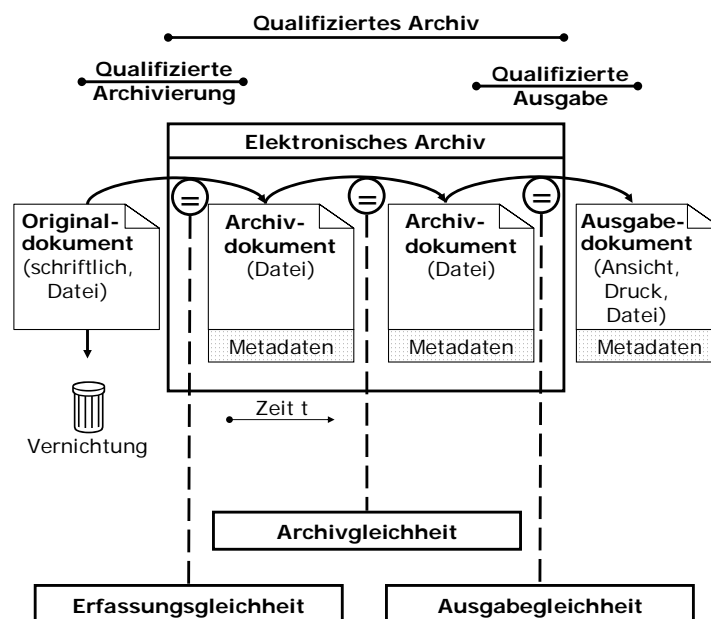 Qualifiziertes Archiv
Qualifizierte
Archivierung
Qualifizierte
Ausgabe
Elektronisches Archiv
=
=
=
Original-
dokument
(schriftlich,
Datei)
Archiv-
dokument
(Datei)
Metadaten
Archiv-
dokument
(Datei)
Metadaten
Ausgabe-
dokument
(Ansicht,
Druck,
Datei)
Metadaten
Vernichtung
Zeit t
Archivgleichheit
Erfassungsgleichheit
Ausgabegleichheit